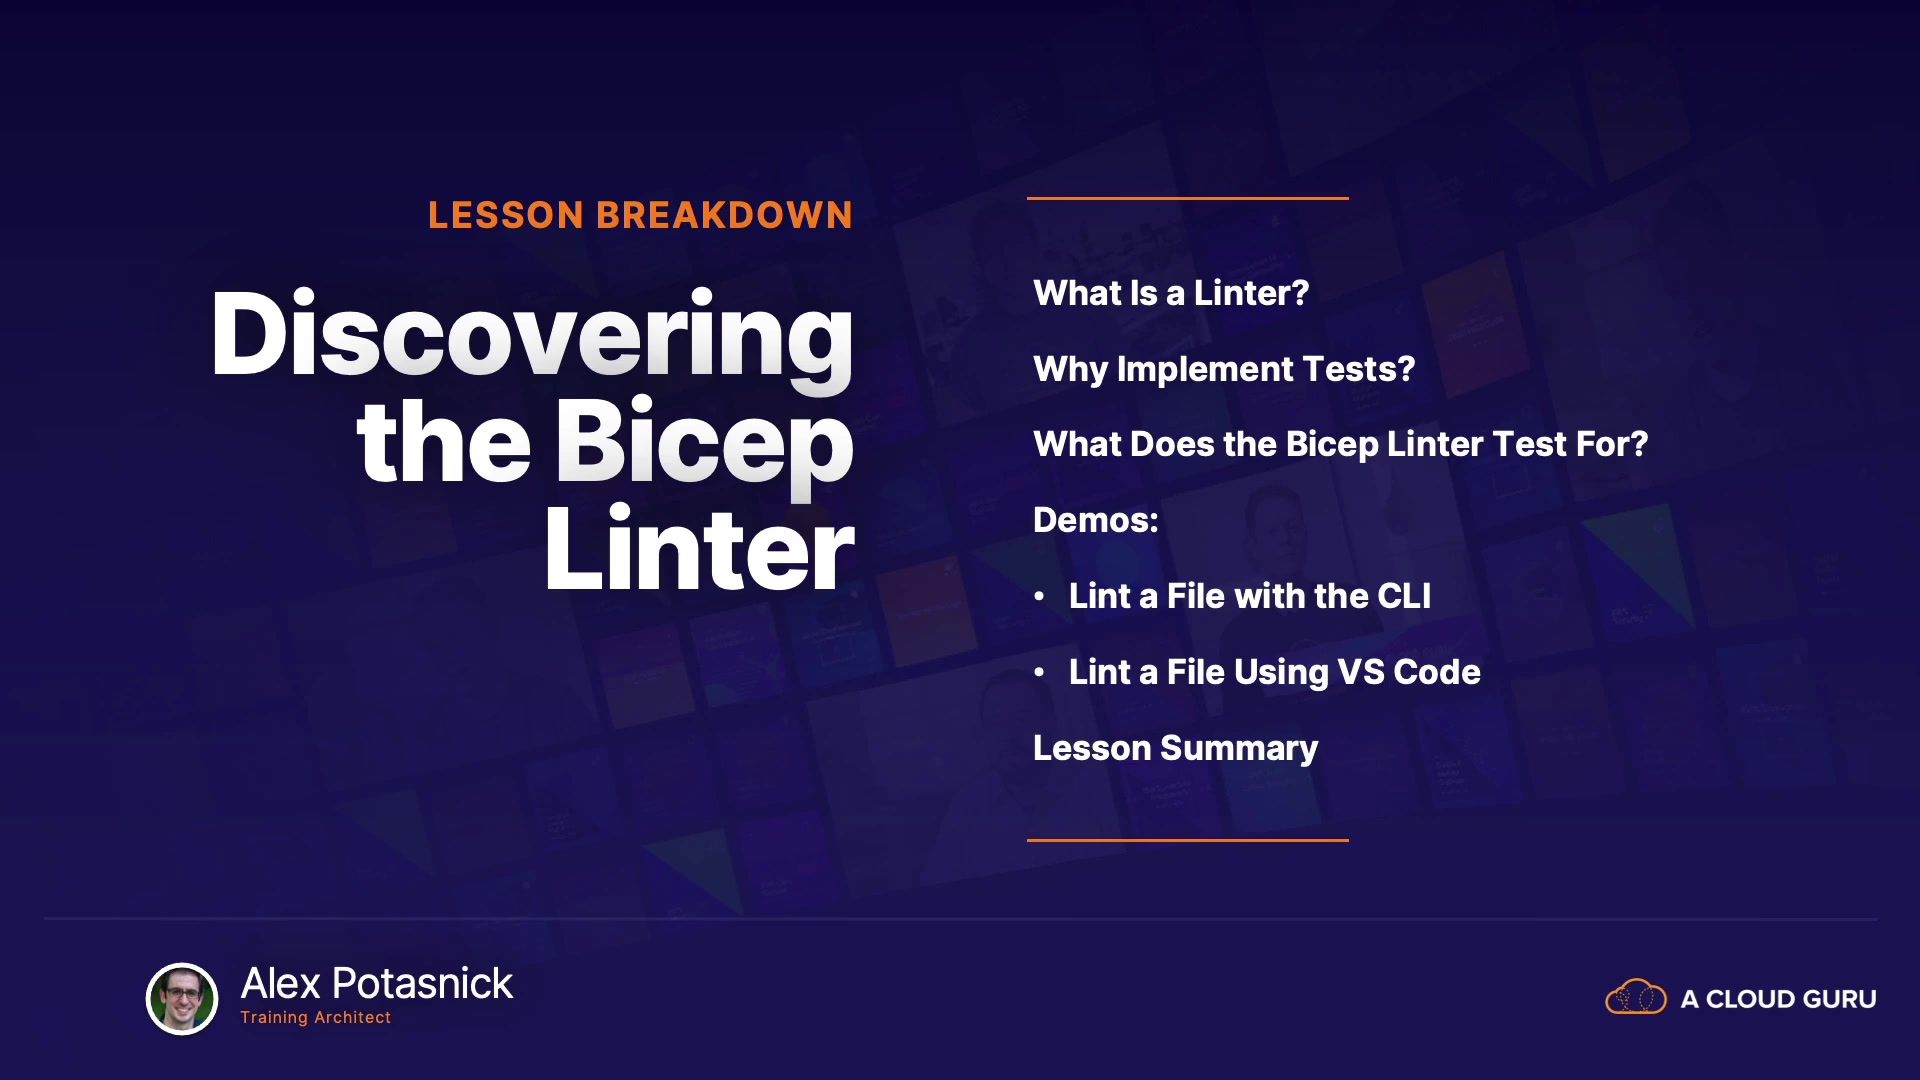 LESSON BREAKDOWN
Discovering
the Bicep
Linter
What Is a Linter?
Why Implement Tests?
What Does the Bicep Linter Test For?
Demos:
• Lint a File with the CLI
• Lint a File Using VS Code
Lesson Summary
Alex Potasnick
Training Architect
A CLOUD GURU